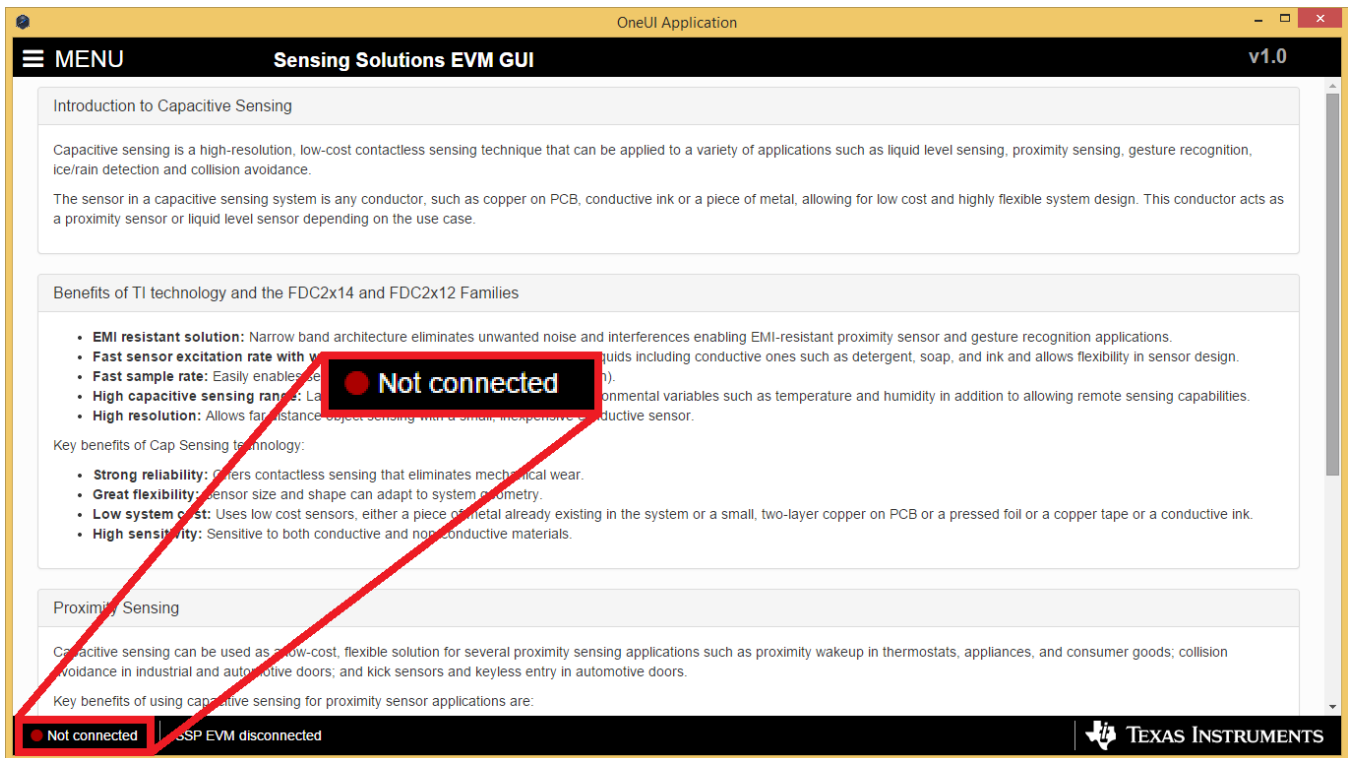 OneUI Application
MENU
Sensing Solutions EVM GUI
v1.0
Introduction to Capacitive Sensing
Capacitive sensing is a high-resolution, low-cost contactless sensing technique that can be applied to a variety of applications such as liquid level sensing, proximity sensing, gesture recognition,
ice/rain detection and collision avoidance.
The sensor in a capacitive sensing system is any conductor, such as copper on PCB, conductive ink or a piece of metal, allowing for low cost and highly flexible system design. This conductor acts as
a proximity sensor or liquid level sensor depending on the use case.
Benefits of TI technology and the FDC2x14 and FDC2x12 Families
• EMI resistant solution: Narrow band architecture eliminates unwanted noise and interferences enabling EMI-resistant proximity sensor and gesture recognition applications.
• Fast sensor excitation rate with including conductive ones such as detergent, soap, and ink and allows flexibility in sensor design.
• Fast sample rate: Easily enables
• High capacitive sensing range: variables such as temperature and humidity in addition to allowing remote sensing capabilities.
• High resolution: Allows far distance object sensing with a small, inexpensive conductive sensor.
Not connected
Key benefits of Cap Sensing technology:
• Strong reliability: Offers contactless sensing that eliminates mechanical wear.
• Great flexibility: Sensor size and shape can adapt to system geometry.
• Low system cost: Uses low cost sensors, either a piece of metal already existing in the system or a small, two-layer copper on PCB or a pressed foil or a copper tape or a conductive ink.
• High sensitivity: Sensitive to both conductive and non-conductive materials.
Proximity Sensing
Capacitive sensing can be used as a low-cost, flexible solution for several proximity sensing applications such as proximity wakeup in thermostats, appliances, and consumer goods; collision
avoidance in industrial and automotive doors; and kick sensors and keyless entry in automotive doors.
Key benefits of using capacitive sensing for proximity sensor applications are:
Not connected
EVM disconnected
TEXAS INSTRUMENTS